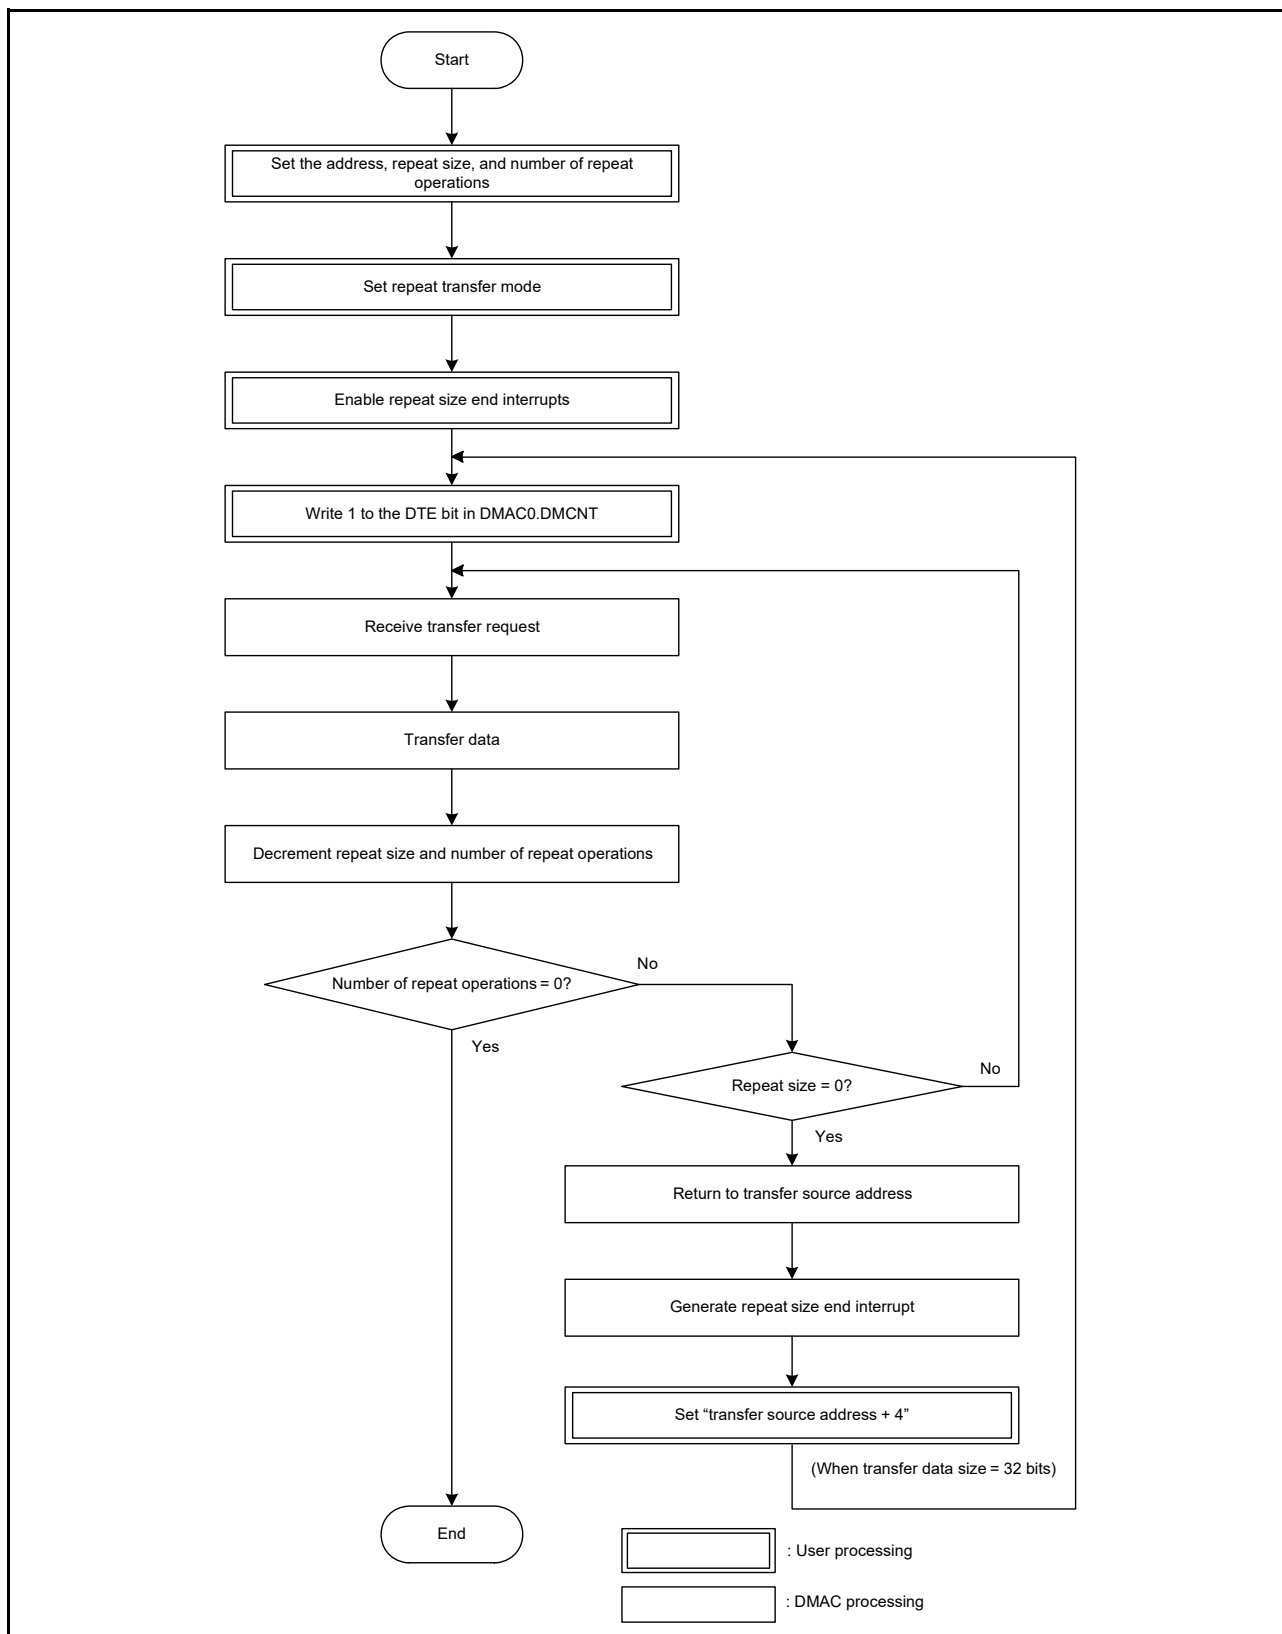 Start
Set the address, repeat size, and number of repeat
operations
Set repeat transfer mode
Enable repeat size end interrupts
Write 1 to the DTE bit in DMAC0.DMCNT
Receive transfer request
Transfer data
Decrement repeat size and number of repeat operations
Number of repeat operations = 0?
No
Yes
Repeat size = 0?
No
Yes
Return to transfer source address
Generate repeat size end interrupt
Set “transfer source address + 4”
(When transfer data size = 32 bits)
End
: User processing
: DMAC processing